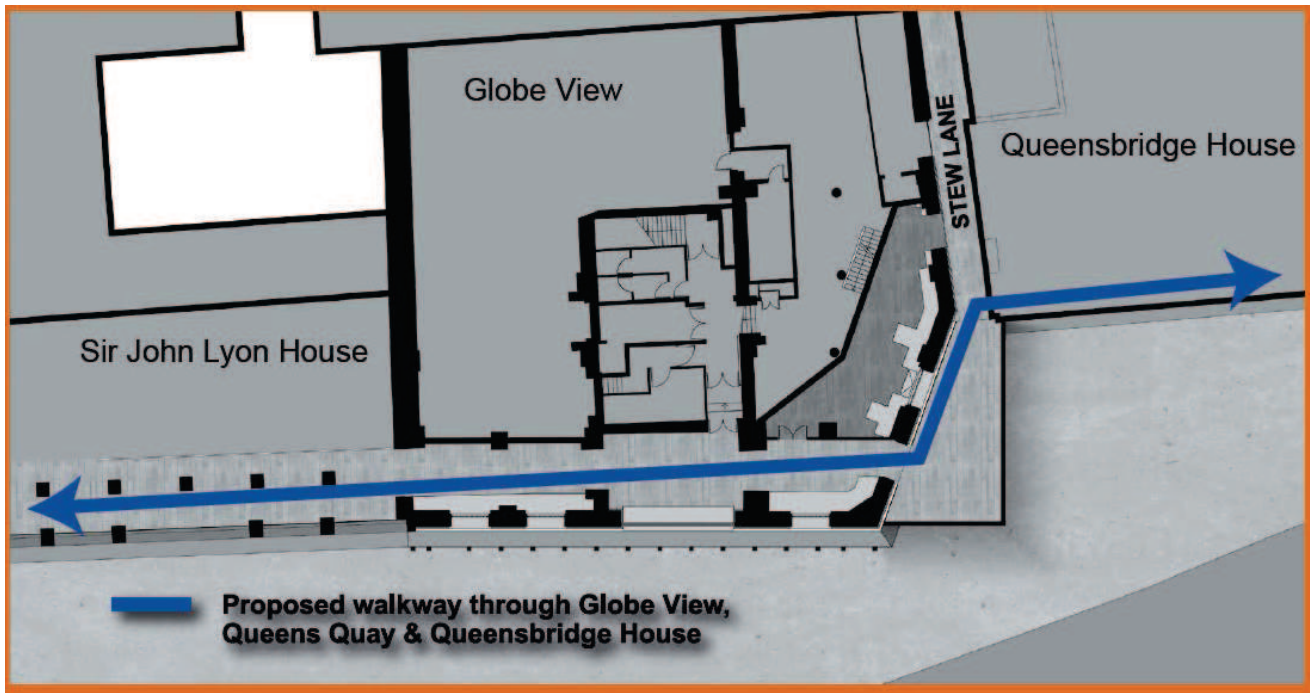 Globe View
STEW LANE
Queensbridge House
Sir John Lyon House
Proposed walkway through Globe View,
Queens Quay & Queensbridge House